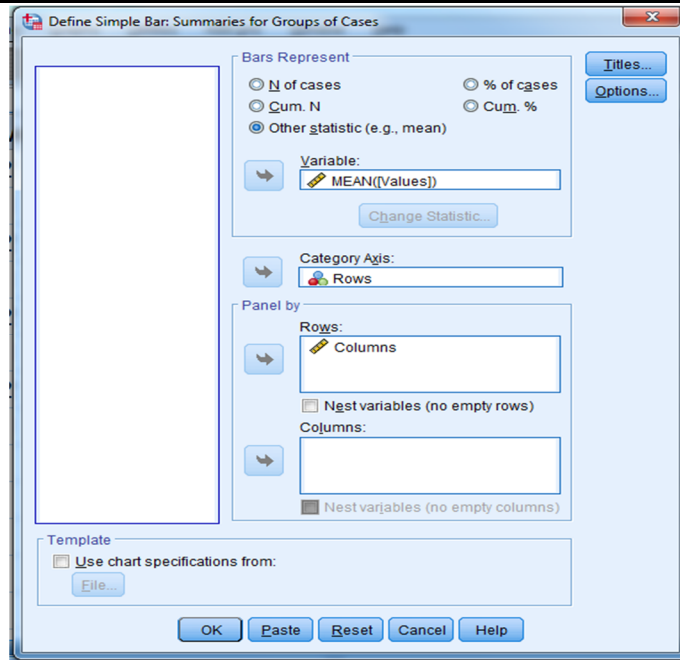 Define Simple Bar: Summaries for Groups of Cases
Bars Represent
N of cases
% of cases
Cum. N
Cum. %
Other statistic (e.g., mean)
Variable:
MEAN([Values])
Change Statistic...
Category Axis:
Rows
Panel by
Rows:
Columns
Nest variables (no empty rows)
Columns:
Nest variables (no empty columns)
Titles...
Options...
Template
Use chart specifications from:
File...
OK
Paste
Reset
Cancel
Help